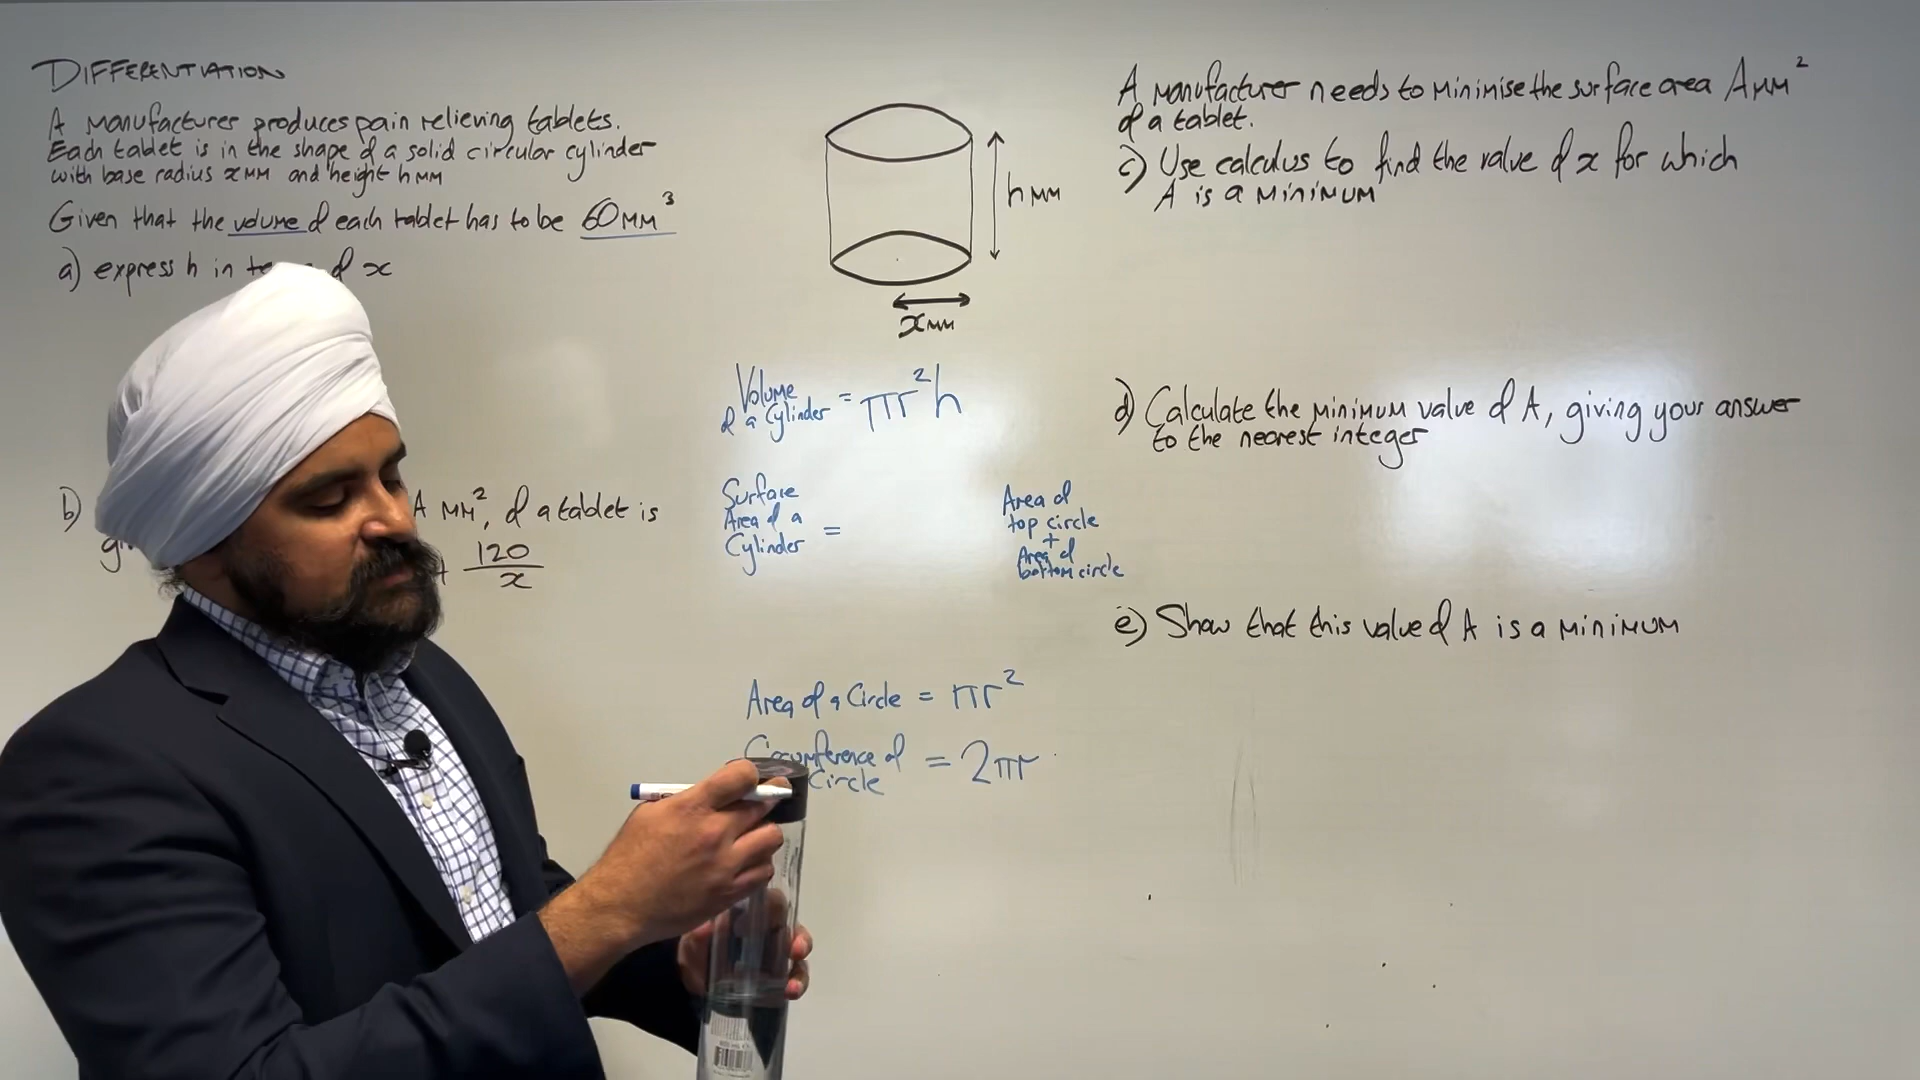 DIFFERENTIATION
A manufacturer produces pain relieving tablets.
Each tablet is in the shape of a solid circular cylinder
with base radius x MM and height h MM
Given that the volume of each tablet has to be 60MM³
a) express h in of x
b)
A MM², of a tablet is
120
x
h MM
x MM
Volume
of a Cylinder = πr²h
Surface
Area of a
Cylinder =
Area of
top circle
+
Area of
bottom circle
Area of a Circle = πr²
Circumference of = 2πr
Circle
A manufacturer needs to minimise the surface area A MM²
of a tablet.
c) Use calculus to find the value of x for which
A is a minimum
d) Calculate the minimum value of A, giving your answer
to the nearest integer
e) Show that this value of A is a minimum